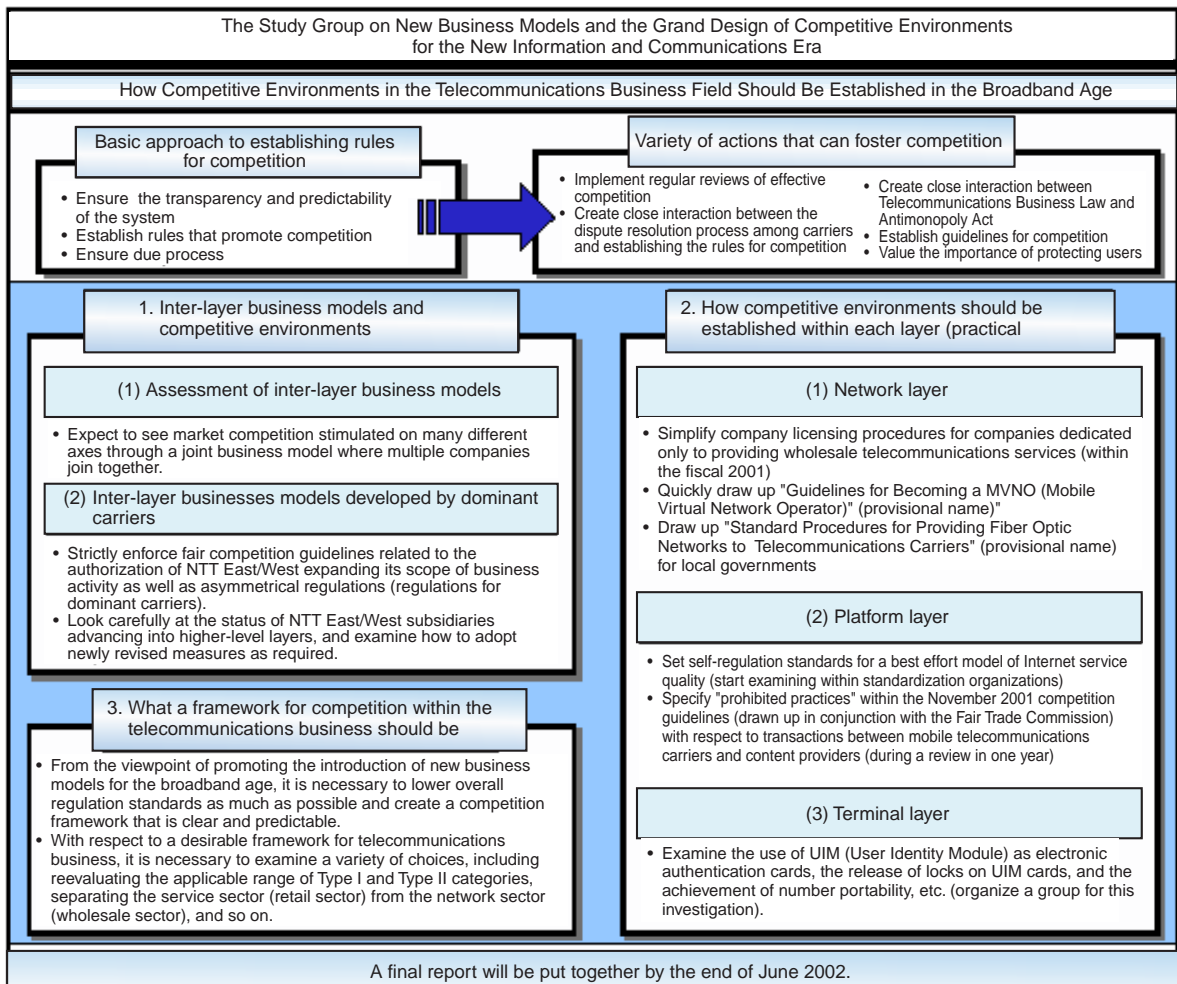 The Study Group on New Business Models and the Grand Design of Competitive Environments
for the New Information and Communications Era
How Competitive Environments in the Telecommunications Business Field Should Be Established in the Broadband Age
Basic approach to establishing rules
for competition
• Ensure the transparency and predictability
of the system
• Establish rules that promote competition
• Ensure due process
Variety of actions that can foster competition
• Implement regular reviews of effective
competition
• Create close interaction between the
dispute resolution process among carriers
and establishing the rules for competition
• Create close interaction between
Telecommunications Business Law and
Antimonopoly Act
• Establish guidelines for competition
• Value the importance of protecting users
1. Inter-layer business models and
competitive environments
(1) Assessment of inter-layer business models
• Expect to see market competition stimulated on many different
axes through a joint business model where multiple companies
join together.
(2) Inter-layer businesses models developed by dominant
carriers
• Strictly enforce fair competition guidelines related to the
authorization of NTT East/West expanding its scope of business
activity as well as asymmetrical regulations (regulations for
dominant carriers).
• Look carefully at the status of NTT East/West subsidiaries
advancing into higher-level layers, and examine how to adopt
newly revised measures as required.
2. How competitive environments should be
established within each layer (practical
(1) Network layer
• Simplify company licensing procedures for companies dedicated
only to providing wholesale telecommunications services (within
the fiscal 2001)
• Quickly draw up "Guidelines for Becoming a MVNO (Mobile
Virtual Network Operator)" (provisional name)"
• Draw up "Standard Procedures for Providing Fiber Optic
Networks to Telecommunications Carriers" (provisional name)
for local governments
(2) Platform layer
• Set self-regulation standards for a best effort model of Internet service
quality (start examining within standardization organizations)
• Specify "prohibited practices" within the November 2001 competition
guidelines (drawn up in conjunction with the Fair Trade Commission)
with respect to transactions between mobile telecommunications
carriers and content providers (during a review in one year)
(3) Terminal layer
• Examine the use of UIM (User Identity Module) as electronic
authentication cards, the release of locks on UIM cards, and the
achievement of number portability, etc. (organize a group for this
investigation).
3. What a framework for competition within the
telecommunications business should be
• From the viewpoint of promoting the introduction of new business
models for the broadband age, it is necessary to lower overall
regulation standards as much as possible and create a competition
framework that is clear and predictable.
• With respect to a desirable framework for telecommunications
business, it is necessary to examine a variety of choices, including
reevaluating the applicable range of Type I and Type II categories,
separating the service sector (retail sector) from the network sector
(wholesale sector), and so on.
A final report will be put together by the end of June 2002.